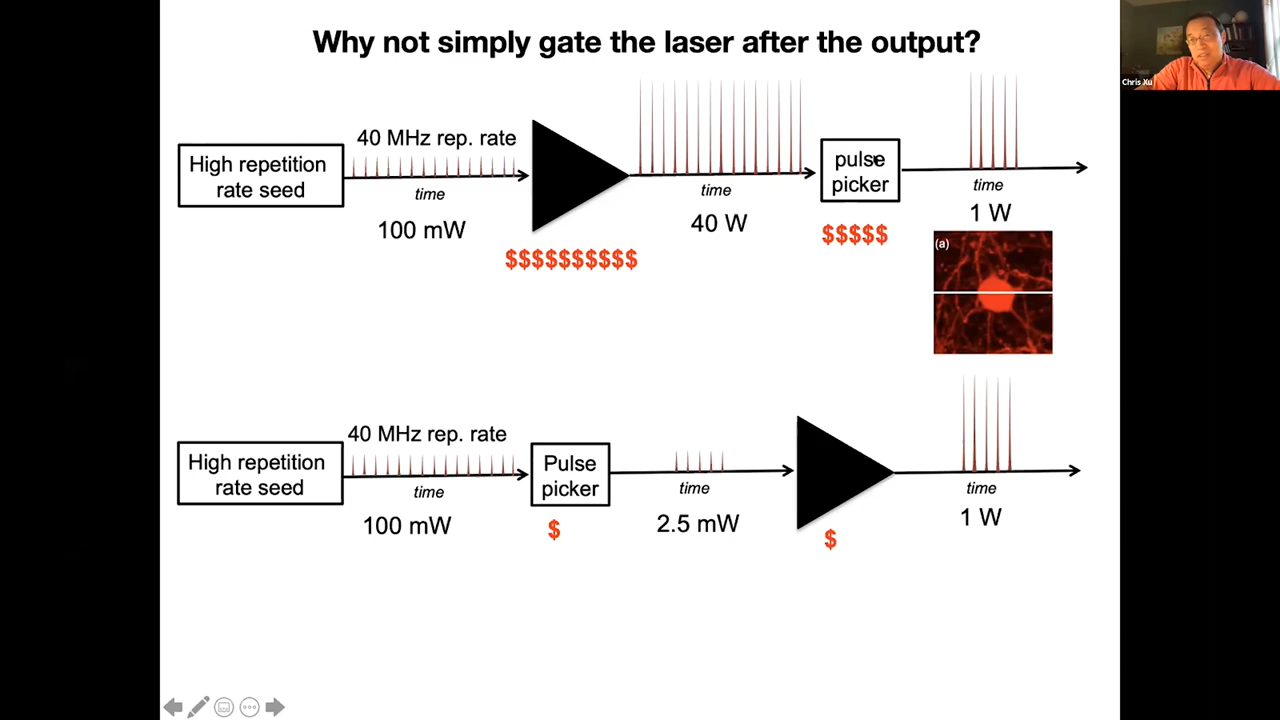 Why not simply gate the laser after the output?
Chris Xu
High repetition
rate seed
40 MHz rep. rate
time
100 mW
$$$$$$$$$$
time
40 W
pulse
picker
$$$$$
time
1 W
(a)
High repetition
rate seed
40 MHz rep. rate
time
100 mW
Pulse
picker
$
time
2.5 mW
$
time
1 W